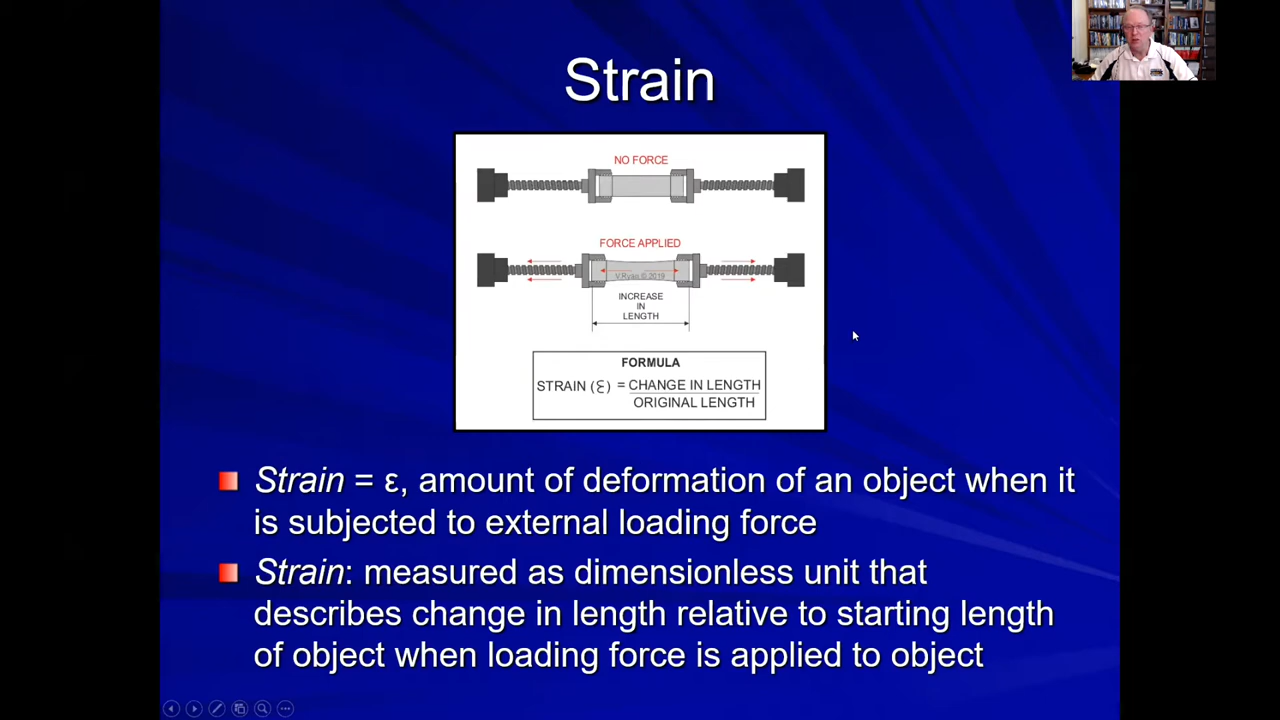 Strain
NO FORCE
FORCE APPLIED
V.Ryan © 2019
INCREASE
IN
LENGTH
FORMULA
STRAIN (Ɛ) = CHANGE IN LENGTH
ORIGINAL LENGTH
Strain = ε, amount of deformation of an object when it
is subjected to external loading force
Strain: measured as dimensionless unit that
describes change in length relative to starting length
of object when loading force is applied to object